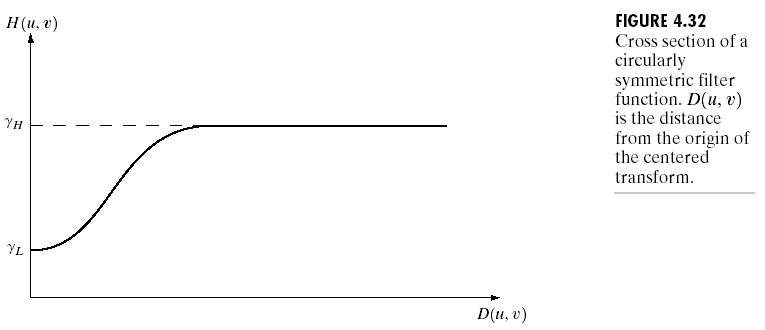 H(u, v)
γH
γL
D(u, v)
FIGURE 4.32
Cross section of a
circularly
symmetric filter
function. D(u, v)
is the distance
from the origin of
the centered
transform.